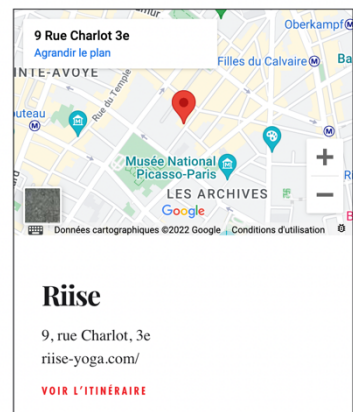 Oberkampf
9 Rue Charlot 3e
Agrandir le plan
Filles du Calvaire
INTE-AVOYE
Rue du Temple
uteau
Musée National
Picasso-Paris
LES ARCHIVES
Google
Données cartographiques ©2022 Google
Conditions d'utilisation
Riise
9, rue Charlot, 3e
riise-yoga.com/
VOIR L'ITINÉRAIRE